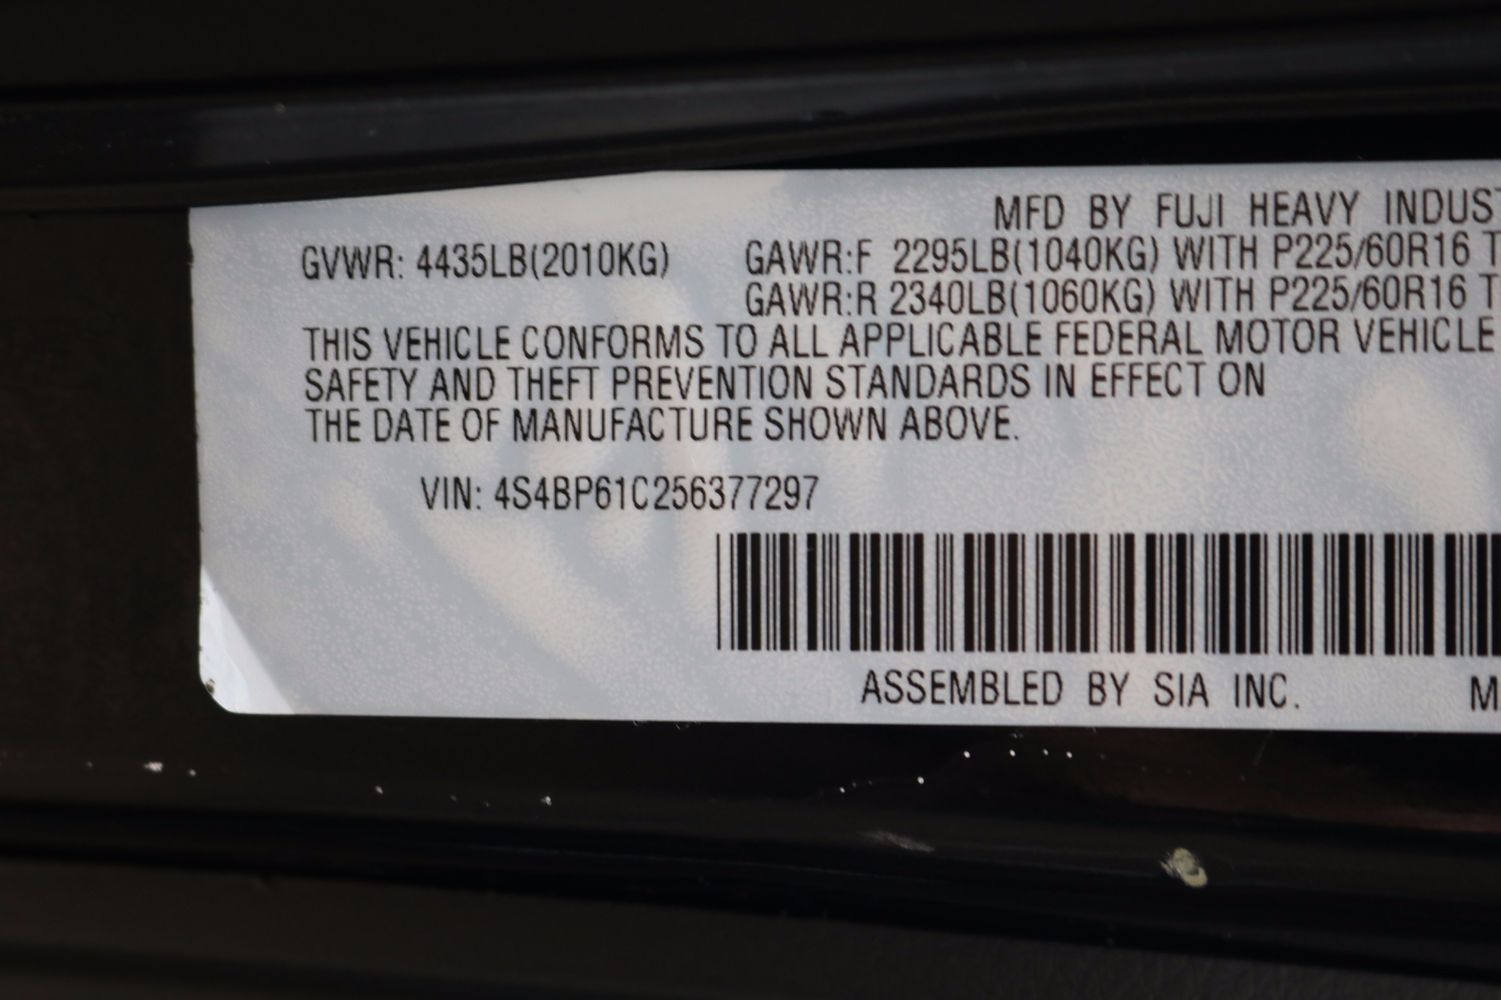 MFD BY FUJI HEAVY INDUST
GVWR: 4435LB(2010KG) GAWR:F 2295LB(1040KG) WITH P225/60R16 T
GAWR:R 2340LB(1060KG) WITH P225/60R16 T
THIS VEHICLE CONFORMS TO ALL APPLICABLE FEDERAL MOTOR VEHICLE
SAFETY AND THEFT PREVENTION STANDARDS IN EFFECT ON
THE DATE OF MANUFACTURE SHOWN ABOVE.
VIN: 4S4BP61C256377297
ASSEMBLED BY SIA INC. M